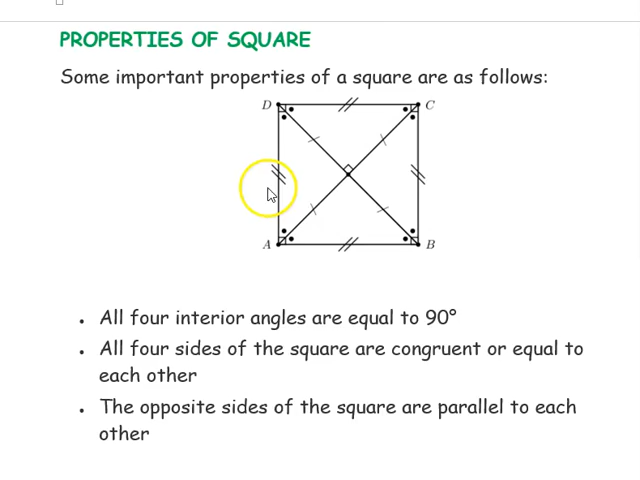 PROPERTIES OF SQUARE
Some important properties of a square are as follows:
D C
A B
All four interior angles are equal to 90°
All four sides of the square are congruent or equal to
each other
The opposite sides of the square are parallel to each
other